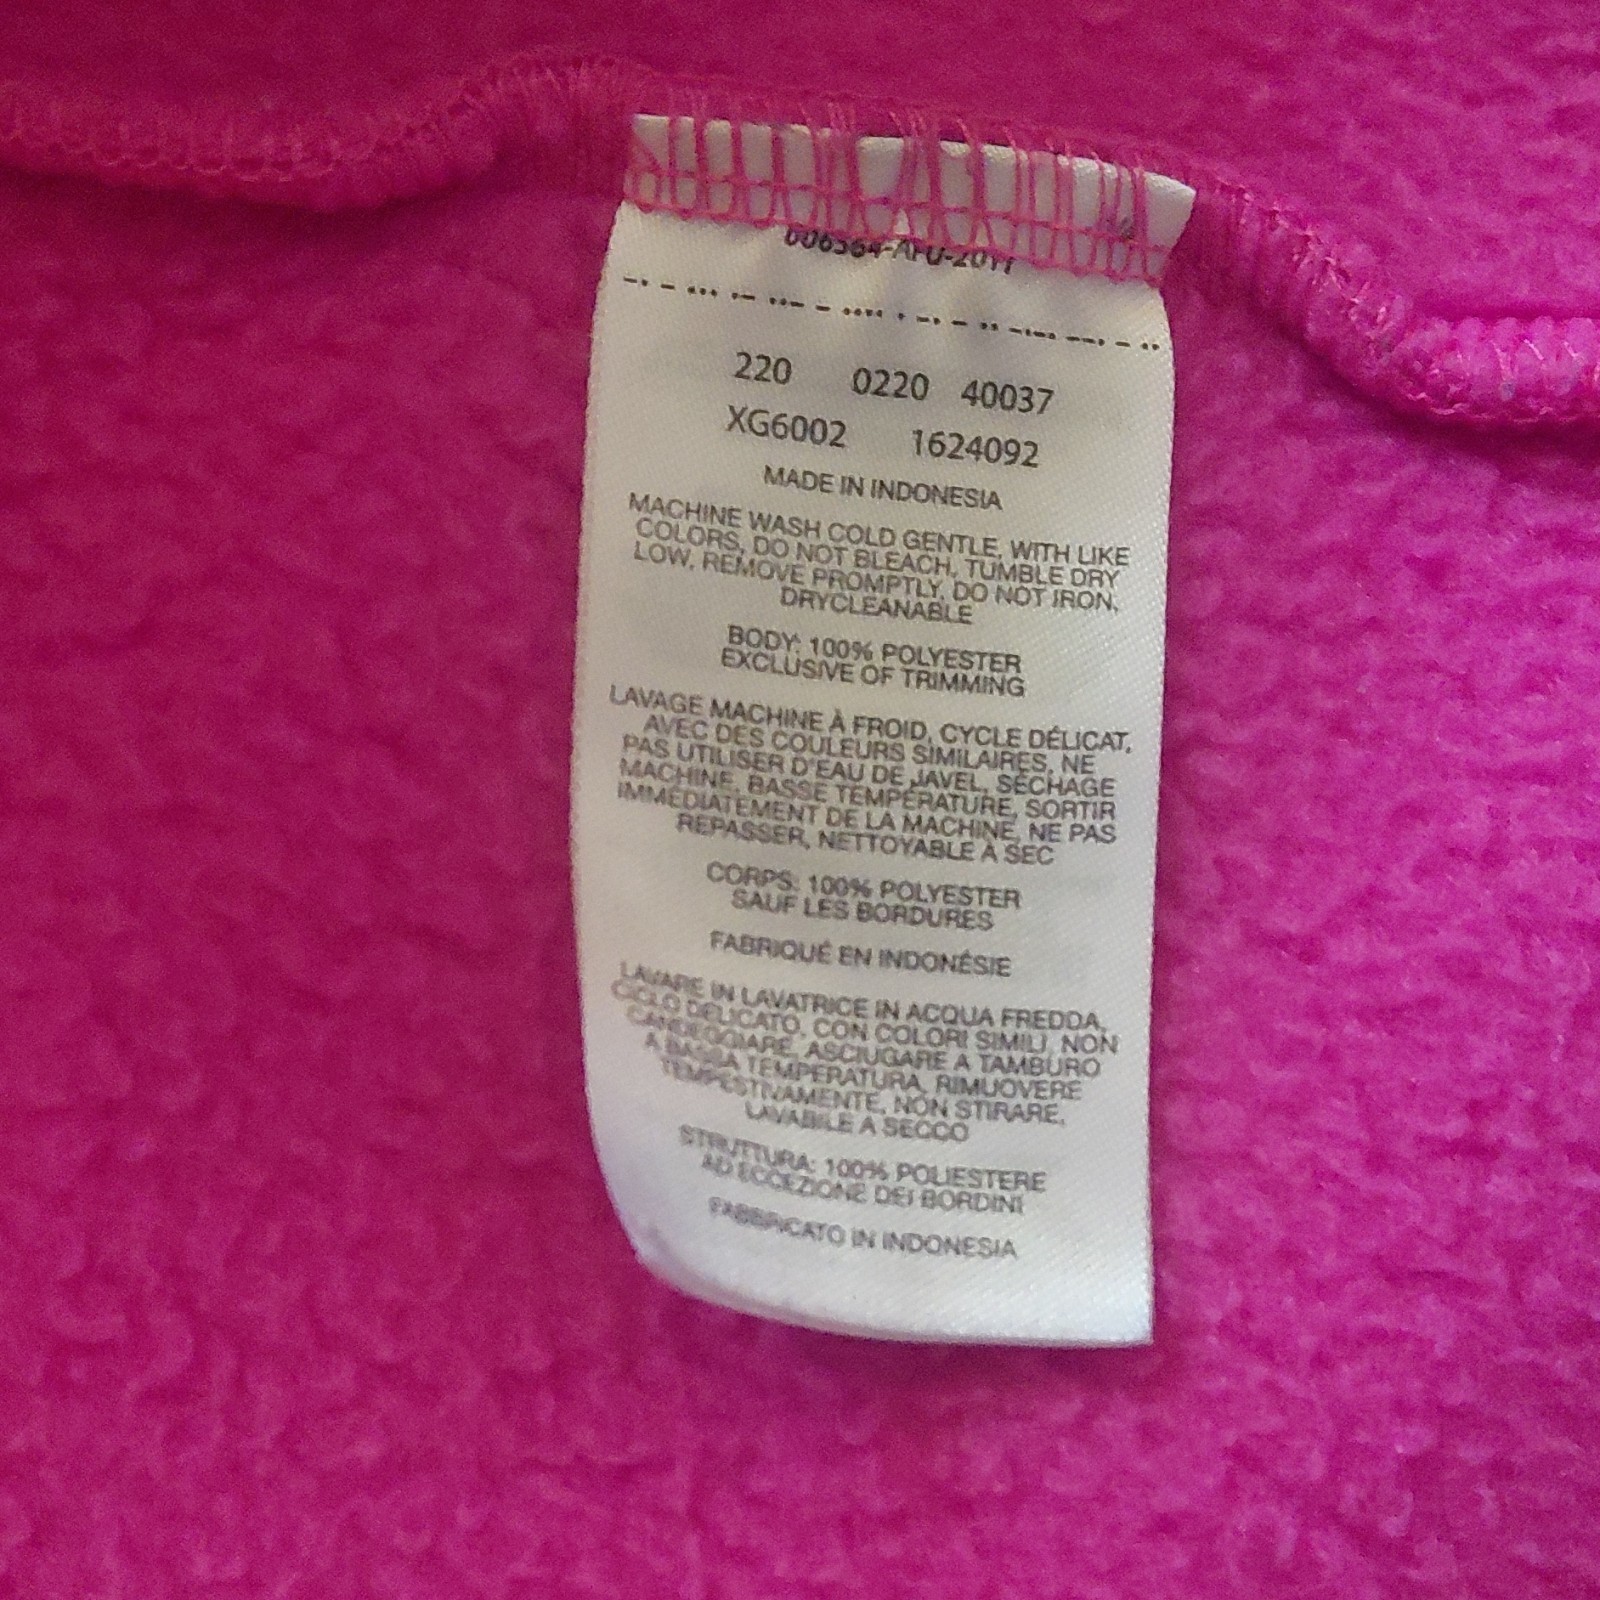 220 0220 40037
XG6002 1624092
MADE IN INDONESIA
MACHINE WASH COLD GENTLE, WITH LIKE
COLORS, DO NOT BLEACH, TUMBLE DRY
LOW, REMOVE PROMPTLY, DO NOT IRON,
DRYCLEANABLE
BODY: 100% POLYESTER
EXCLUSIVE OF TRIMMING
LAVAGE MACHINE À FROID, CYCLE DÉLICAT,
AVEC DES COULEURS SIMILAIRES, NE
PAS UTILISER D'EAU DE JAVEL, SÉCHAGE
MACHINE, BASSE TEMPÉRATURE, SORTIR
IMMÉDIATEMENT DE LA MACHINE, NE PAS
REPASSER, NETTOYABLE À SEC
CORPS: 100% POLYESTER
SAUF LES BORDURES
FABRIQUÉ EN INDONÉSIE
LAVARE IN LAVATRICE IN ACQUA FREDDA,
CICLO DELICATO, CON COLORI SIMILI, NON
CANDEGGIARE, ASCIUGARE A TAMBURO
A BASSA TEMPERATURA, RIMUOVERE
TEMPESTIVAMENTE, NON STIRARE,
LAVABILE A SECCO
STRUTTURA: 100% POLIESTERE
AD ECCEZIONE DEI BORDINI
FABBRICATO IN INDONESIA